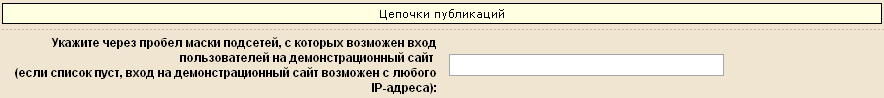 Цепочки публикаций
Укажите через пробел маски подсетей, с которых возможен вход
пользователей на демонстрационный сайт
(если список пуст, вход на демонстрационный сайт возможен с любого
IP-адреса):